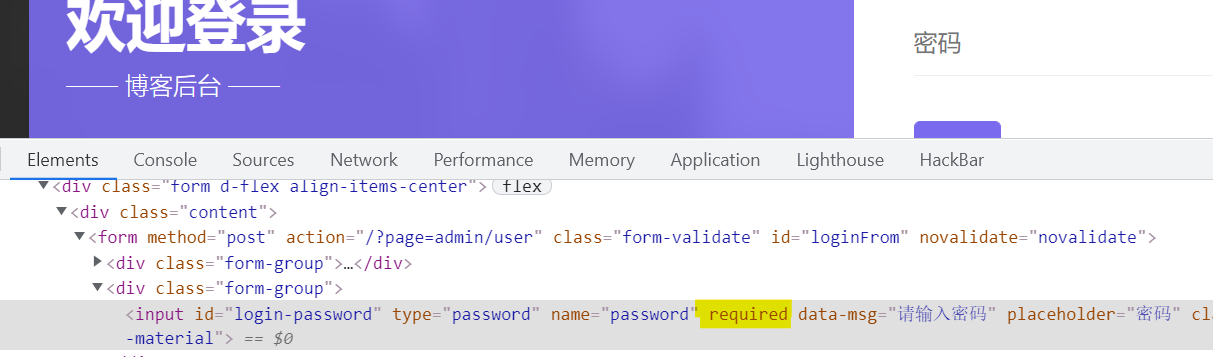 欢迎登录
博客后台
密码
Elements Console Sources Network Performance Memory Application Lighthouse HackBar
<div class="form d-flex align-items-center"> flex
<div class="content">
<form method="post" action="/?page=admin/user" class="form-validate" id="loginFrom" novalidate="novalidate">
<div class="form-group">…</div>
<div class="form-group">
<input id="login-password" type="password" name="password" required data-msg="请输入密码" placeholder="密码" cl
-material"> == $0
</div>